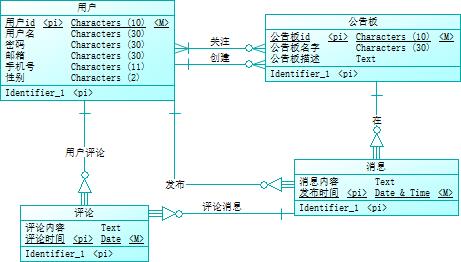 用户
用户id <pi> Characters (10) <M>
用户名 Characters (30)
密码 Characters (30)
邮箱 Characters (30)
手机号 Characters (11)
性别 Characters (2)
Identifier_1 <pi>
关注
创建
公告板
公告板id <pi> Characters (10) <M>
公告板名字 Characters (30)
公告板描述 Text
Identifier_1 <pi>
在
用户评论
发布
消息
消息内容 Text
发布时间 <pi> Date & Time <M>
Identifier_1 <pi>
评论消息
评论
评论内容 Text
评论时间 <pi> Date <M>
Identifier_1 <pi>